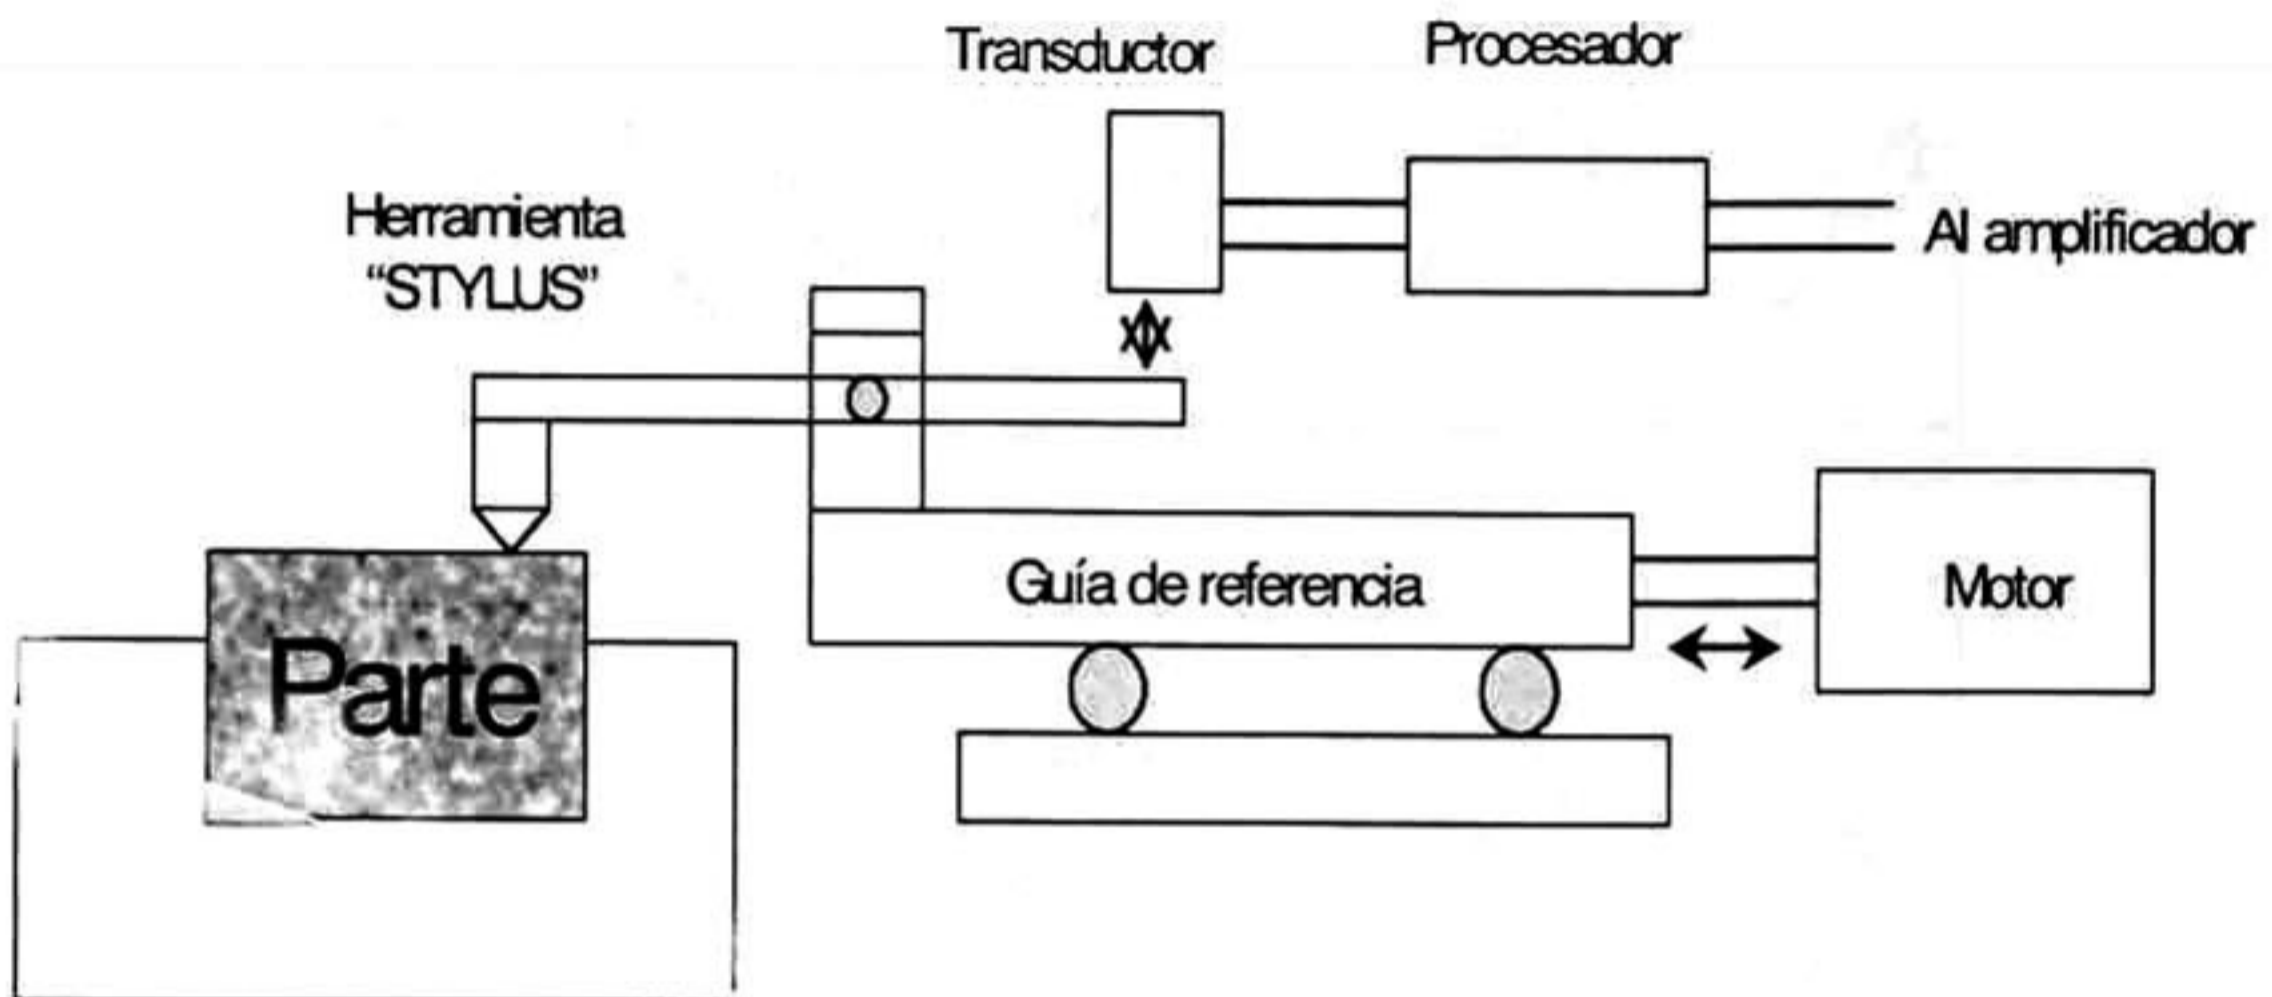 Transductor
Procesador
Herramienta
“STYLUS”
Al amplificador
Guía de referencia
Motor
Parte